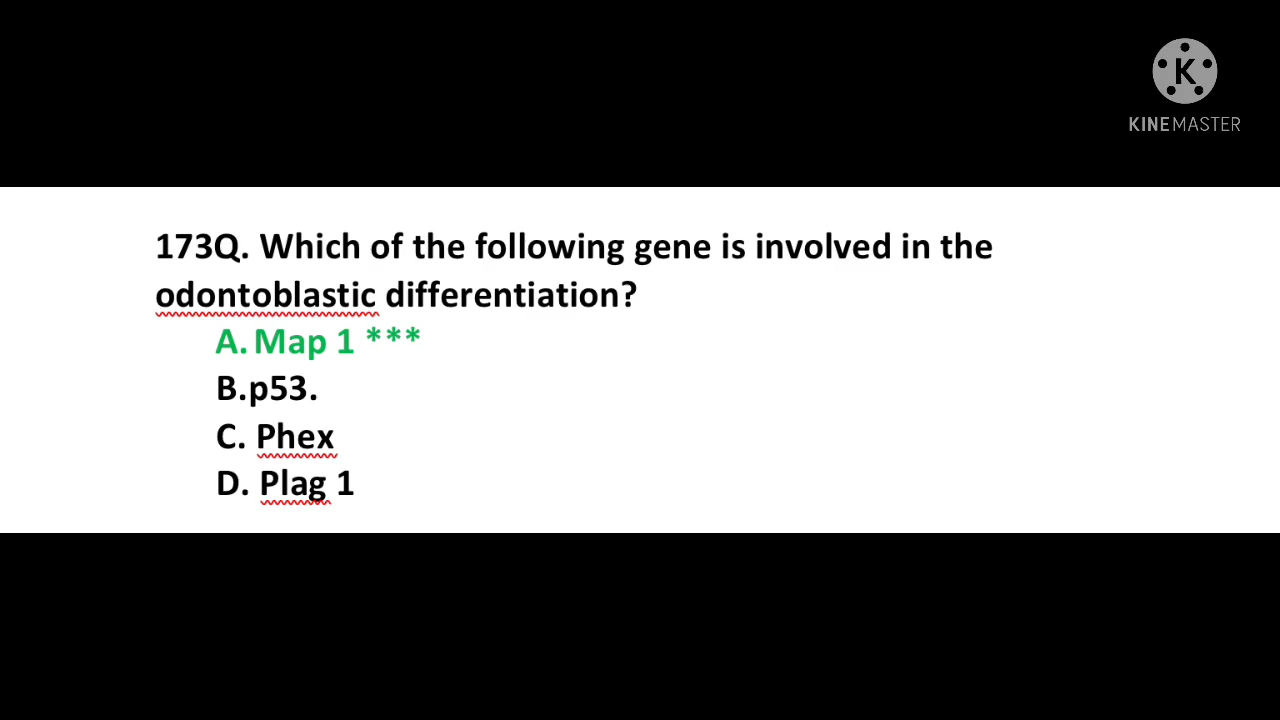 K
KINEMASTER
173Q. Which of the following gene is involved in the
odontoblastic differentiation?
A. Map 1 ***
B.p53.
C. Phex
D. Plag 1